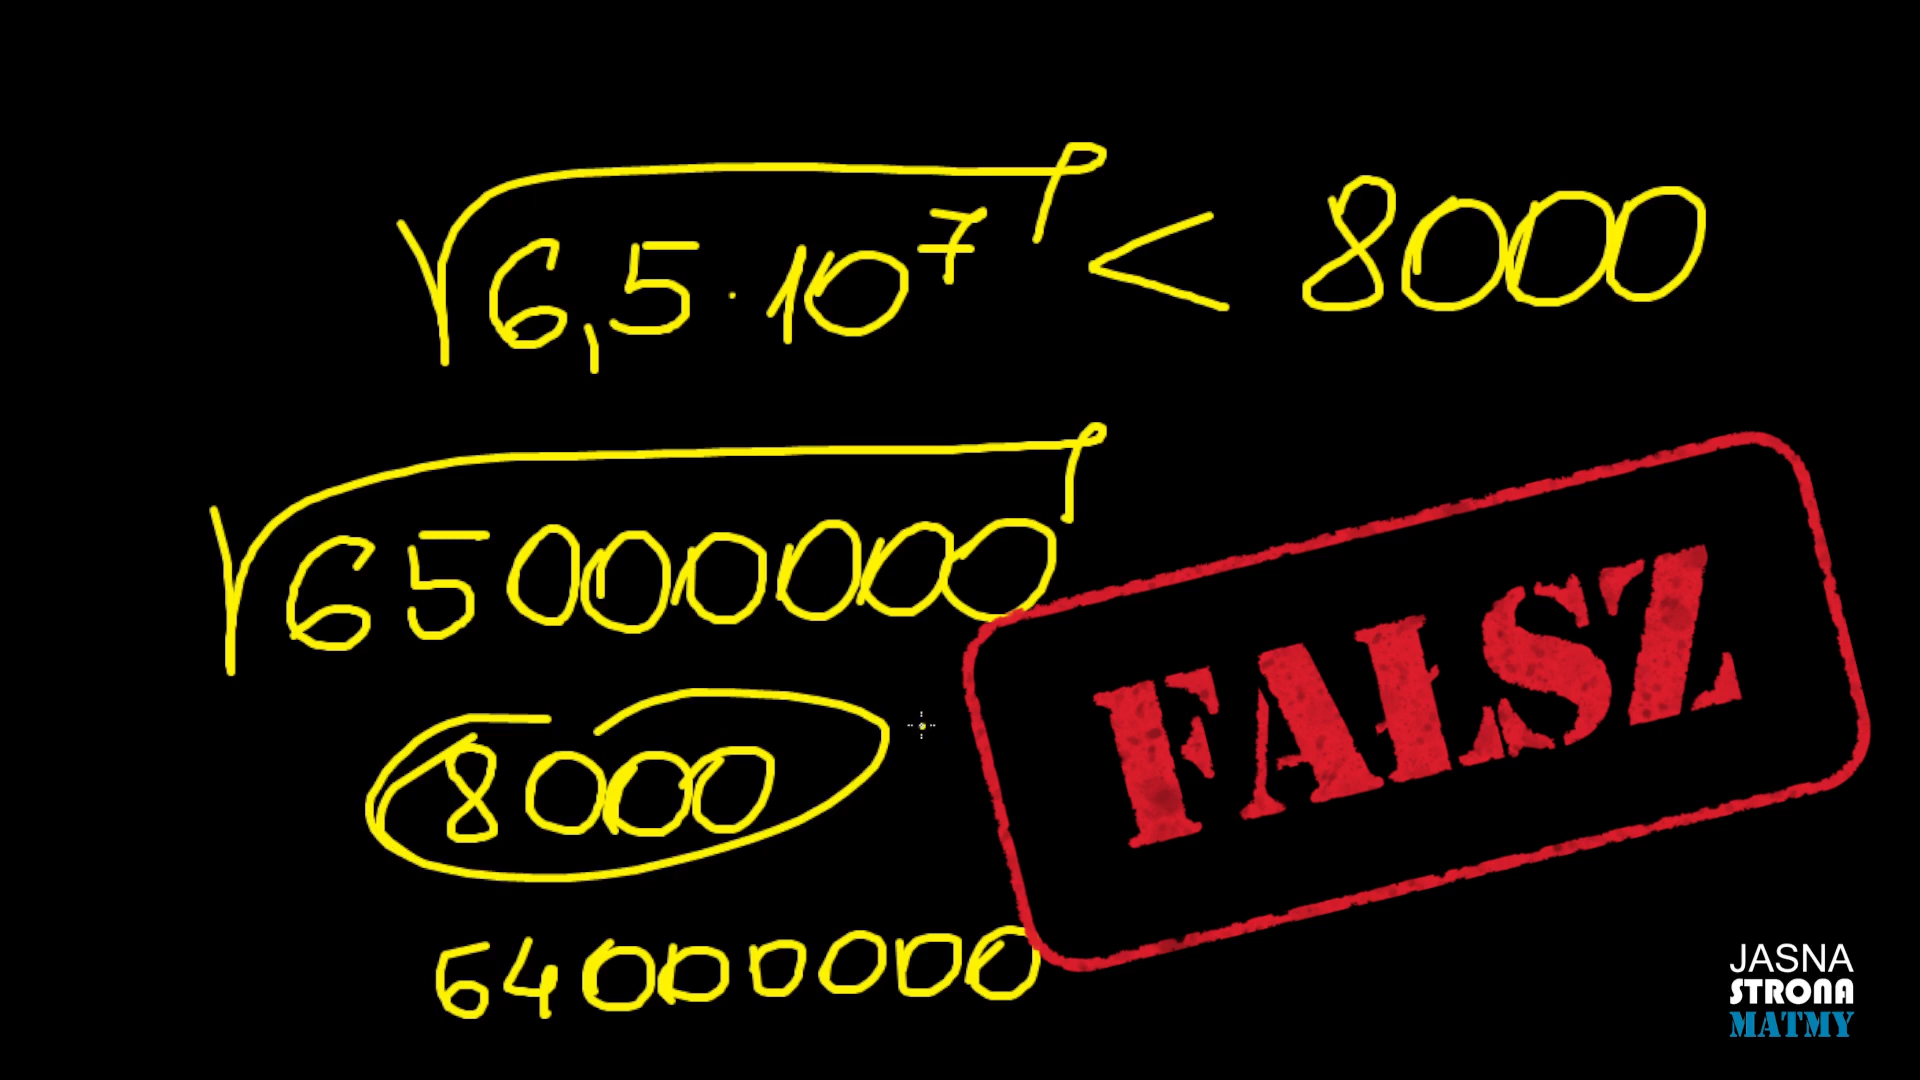 √6,5·10⁷ < 8000
√65000000
8000
64000000
FAŁSZ
JASNA
STRONA
MATMY